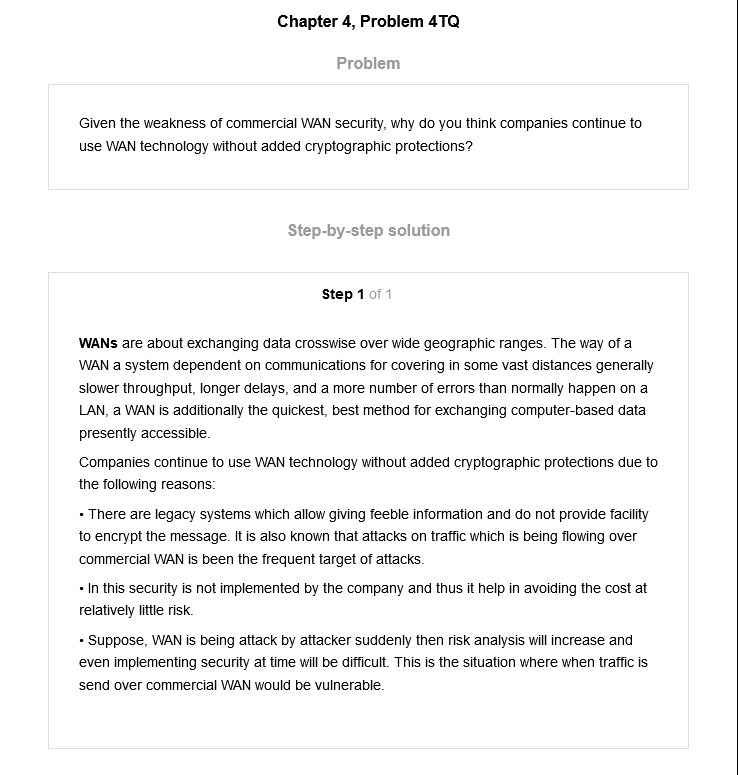 Chapter 4, Problem 4TQ
Problem
Given the weakness of commercial WAN security, why do you think companies continue to
use WAN technology without added cryptographic protections?
Step-by-step solution
Step 1 of 1
WANs are about exchanging data crosswise over wide geographic ranges. The way of a
WAN a system dependent on communications for covering in some vast distances generally
slower throughput, longer delays, and a more number of errors than normally happen on a
LAN, a WAN is additionally the quickest, best method for exchanging computer-based data
presently accessible.
Companies continue to use WAN technology without added cryptographic protections due to
the following reasons:
• There are legacy systems which allow giving feeble information and do not provide facility
to encrypt the message. It is also known that attacks on traffic which is being flowing over
commercial WAN is been the frequent target of attacks.
• In this security is not implemented by the company and thus it help in avoiding the cost at
relatively little risk.
• Suppose, WAN is being attack by attacker suddenly then risk analysis will increase and
even implementing security at time will be difficult. This is the situation where when traffic is
send over commercial WAN would be vulnerable.